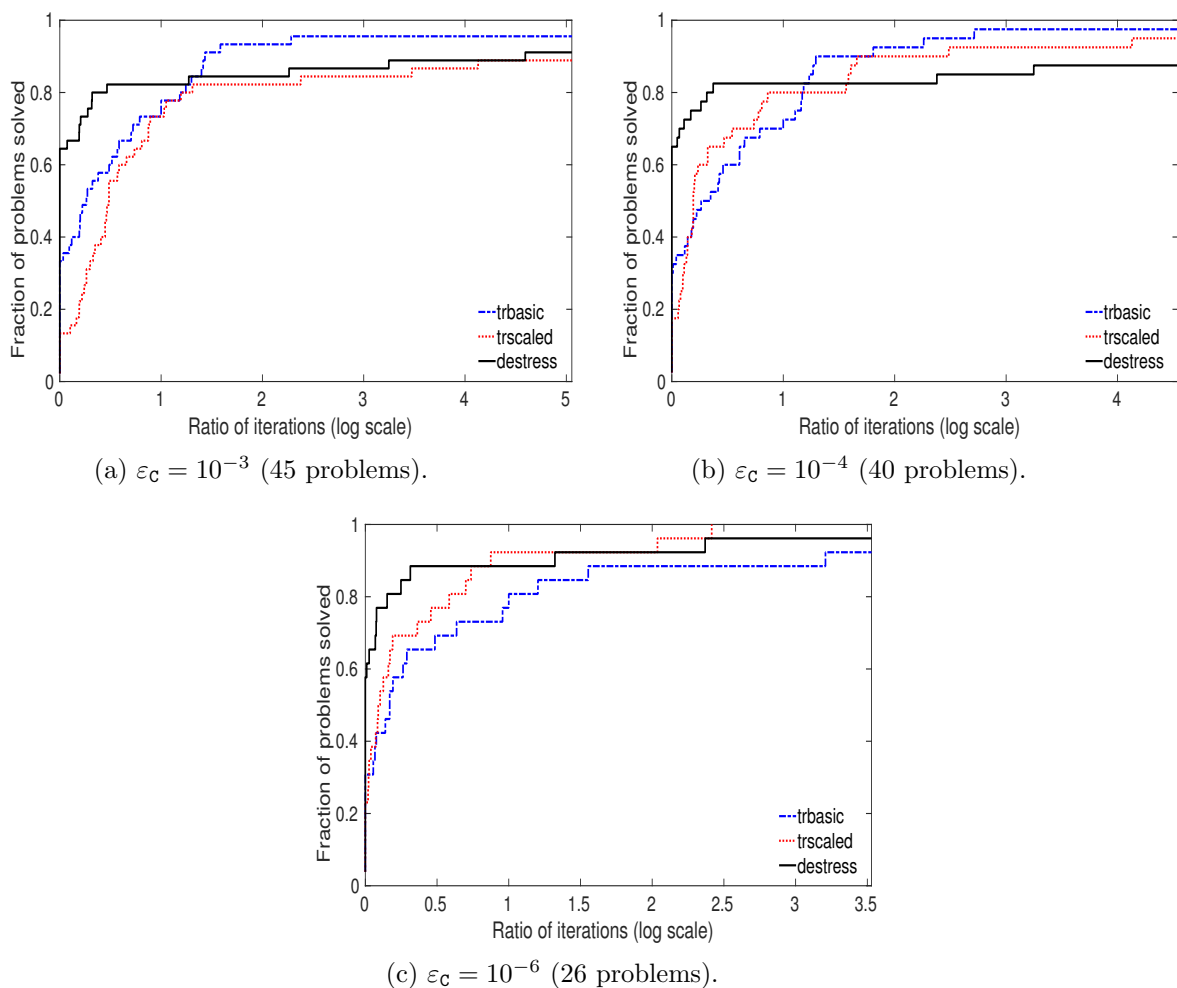 1
0.8
0.6
0.4
0.2
0
Fraction of problems solved
0 1 2 3 4 5
Ratio of iterations (log scale)
trbasic
trscaled
destress
(a) ε_C = 10^{-3} (45 problems).
1
0.8
0.6
0.4
0.2
0
Fraction of problems solved
0 1 2 3 4
Ratio of iterations (log scale)
trbasic
trscaled
destress
(b) ε_C = 10^{-4} (40 problems).
1
0.8
0.6
0.4
0.2
0
Fraction of problems solved
0 0.5 1 1.5 2 2.5 3 3.5
Ratio of iterations (log scale)
trbasic
trscaled
destress
(c) ε_C = 10^{-6} (26 problems).